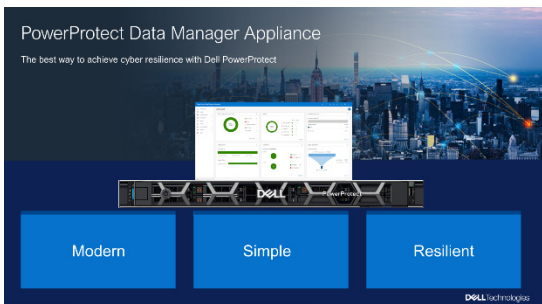 PowerProtect Data Manager Appliance
The best way to achieve cyber resilience with Dell PowerProtect
DELL
PowerProtect
Modern
Simple
Resilient
DELL Technologies